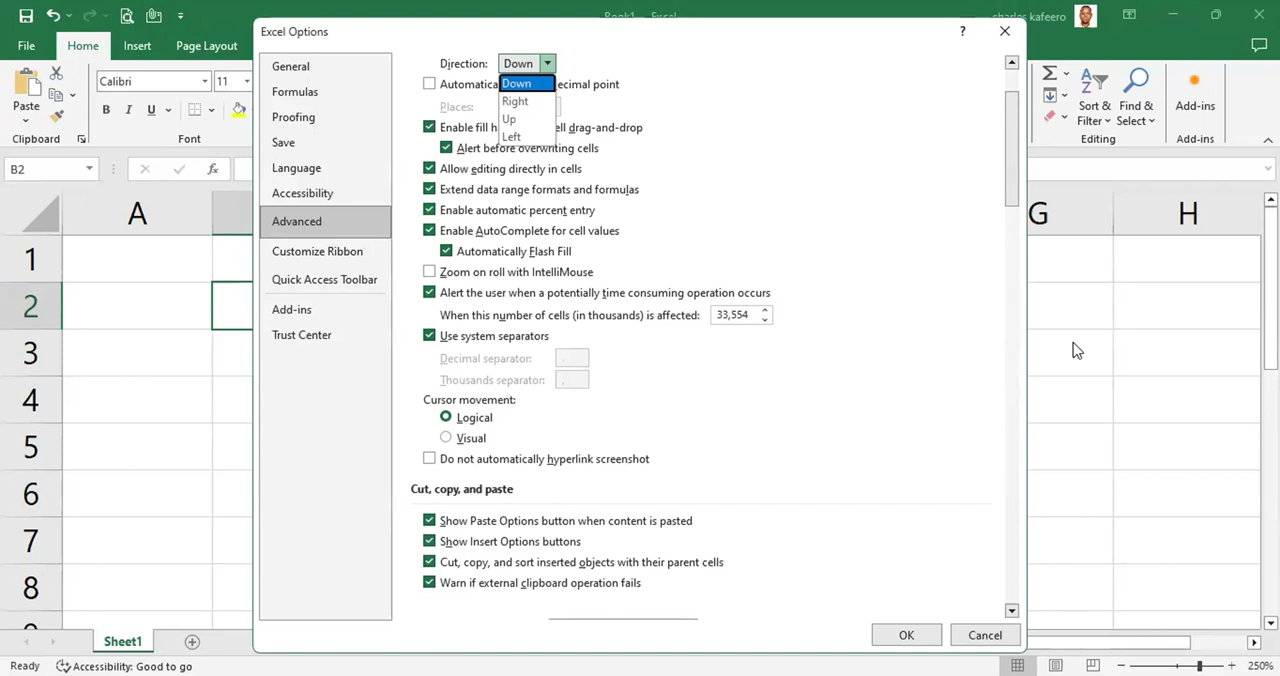 Book1 - Excel
charles kafeero
File Home Insert Page Layout
Excel Options
?
General
Formulas
Proofing
Save
Language
Accessibility
Advanced
Customize Ribbon
Quick Access Toolbar
Add-ins
Trust Center
Direction: Down
Down
Right
Up
Left
Automatica ecimal point
Places:
Enable fill ha ell drag-and-drop
Alert before overwriting cells
Allow editing directly in cells
Extend data range formats and formulas
Enable automatic percent entry
Enable AutoComplete for cell values
Automatically Flash Fill
Zoom on roll with IntelliMouse
Alert the user when a potentially time consuming operation occurs
When this number of cells (in thousands) is affected: 33,554
Use system separators
Decimal separator: .
Thousands separator: ,
Cursor movement:
Logical
Visual
Do not automatically hyperlink screenshot
Cut, copy, and paste
Show Paste Options button when content is pasted
Show Insert Options buttons
Cut, copy, and sort inserted objects with their parent cells
Warn if external clipboard operation fails
OK Cancel
Paste
Calibri 11
B I U
Clipboard Font
Sort & Filter
Find & Select
Add-ins
Editing Add-ins
B2 fx
A G H
1
2
3
4
5
6
7
8
Sheet1
Ready Accessibility: Good to go 250%